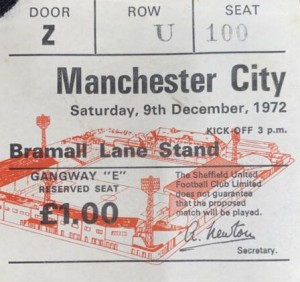 DOOR ROW SEAT
Z U 100
Manchester City
Saturday, 9th December, 1972
KICK-OFF 3 p.m.
Bramall Lane Stand
GANGWAY "E"
RESERVED SEAT
£1.00
The Sheffield United
Football Club Limited
does not guarantee
that the proposed
match will be played.
A. Newton
Secretary.